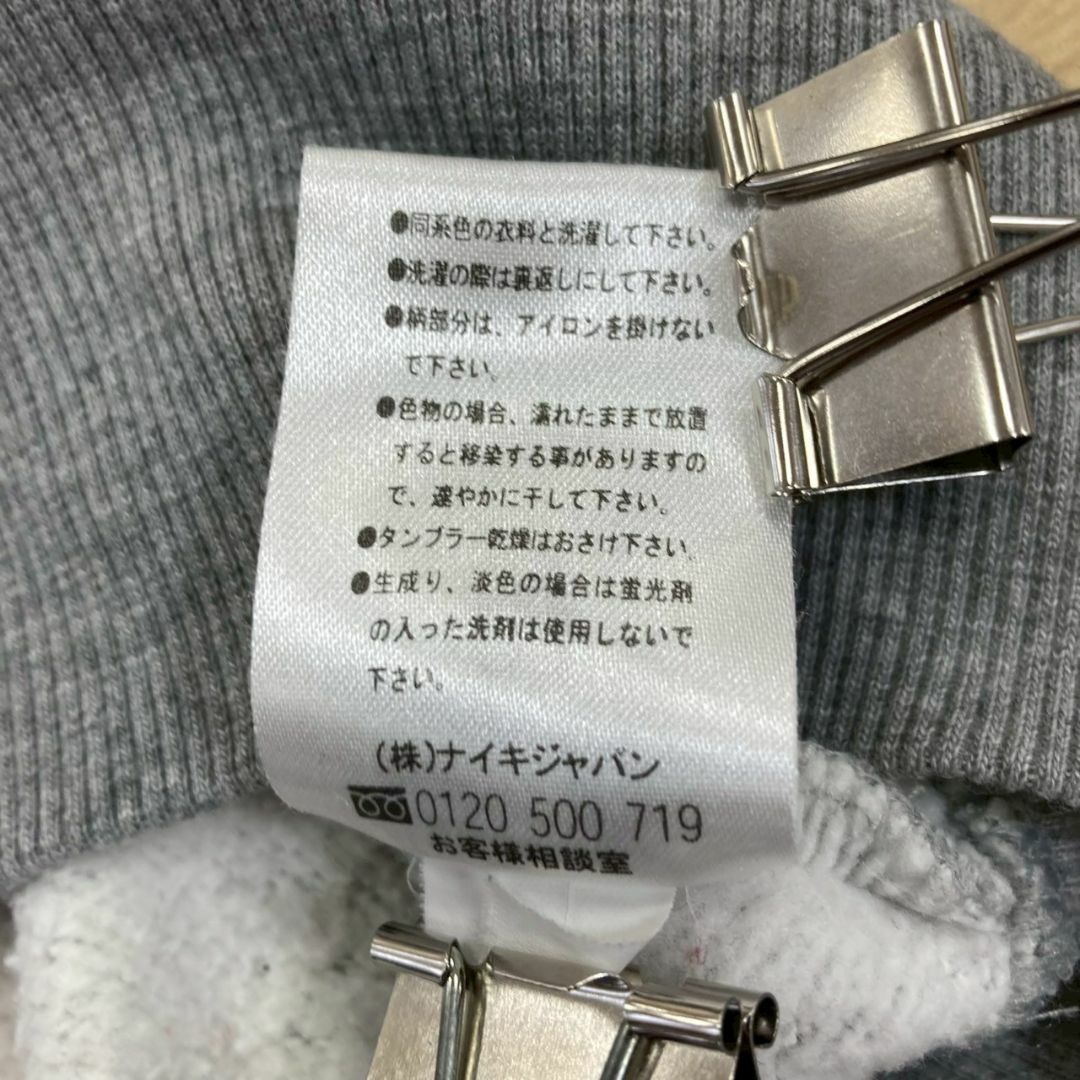 ●同系色の衣料と洗濯して下さい。
●洗濯の際は裏返しにして下さい。
●柄部分は、アイロンを掛けない
で下さい。
●色物の場合、濡れたままで放置
すると移染する事がありますの
で、速やかに干して下さい。
●タンブラー乾燥はおさけ下さい。
●生成り、淡色の場合は蛍光剤
の入った洗剤は使用しないで
下さい。
(株)ナイキジャパン
0120 500 719
お客様相談室